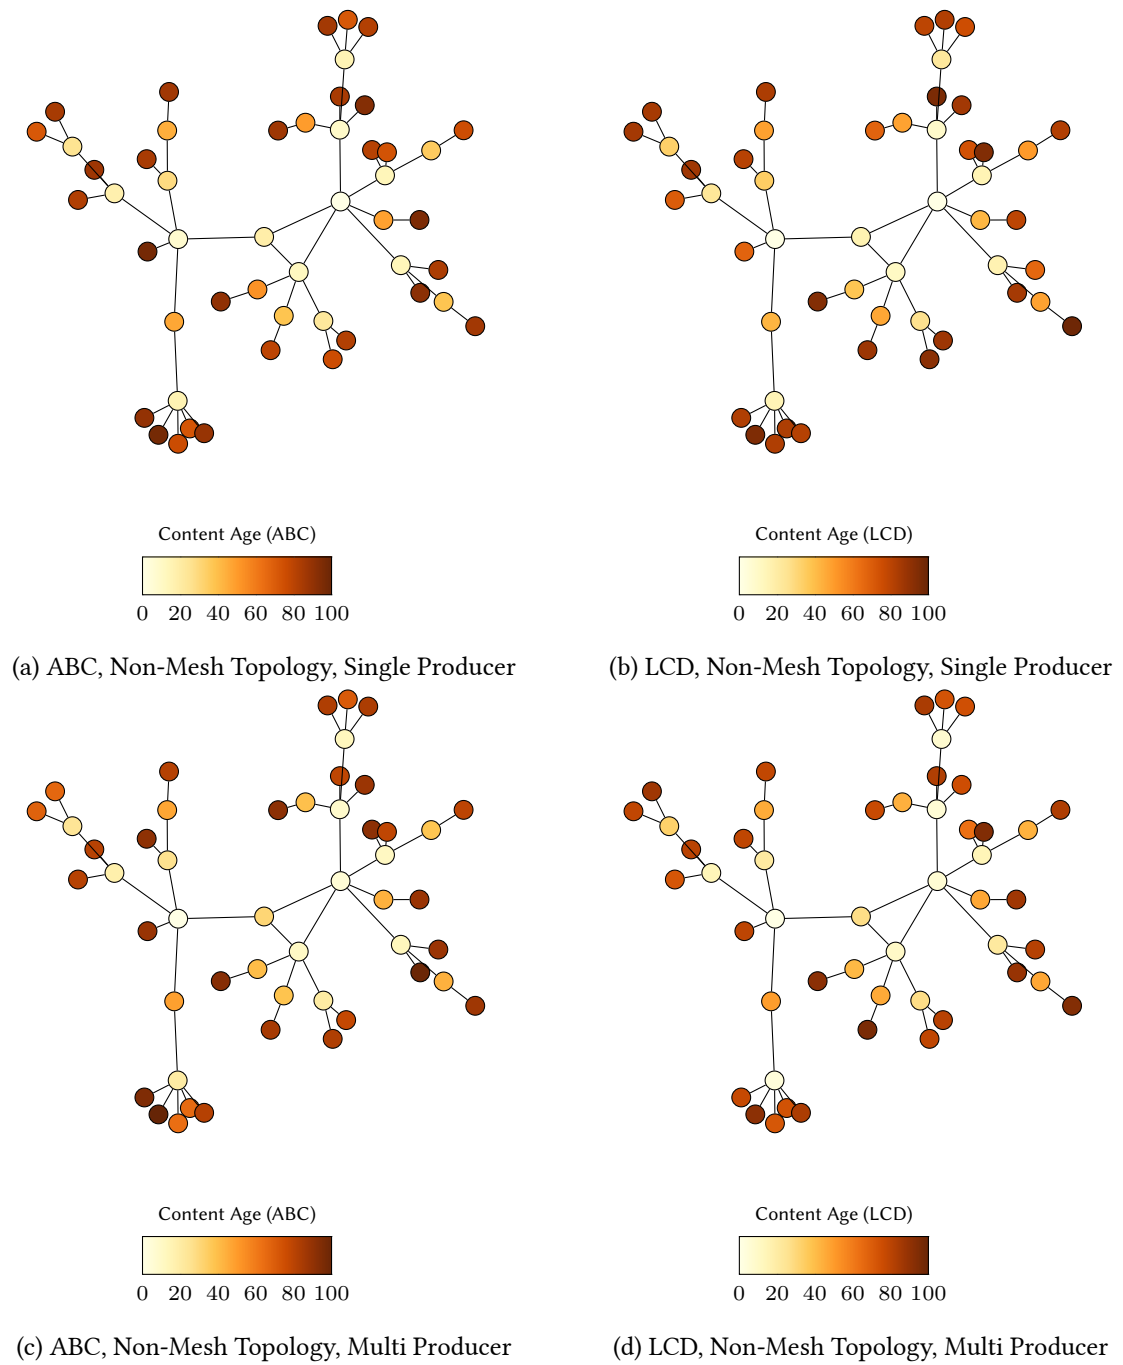 Content Age (ABC)
0 20 40 60 80 100
Content Age (LCD)
0 20 40 60 80 100
(a) ABC, Non-Mesh Topology, Single Producer
(b) LCD, Non-Mesh Topology, Single Producer
Content Age (ABC)
0 20 40 60 80 100
Content Age (LCD)
0 20 40 60 80 100
(c) ABC, Non-Mesh Topology, Multi Producer
(d) LCD, Non-Mesh Topology, Multi Producer